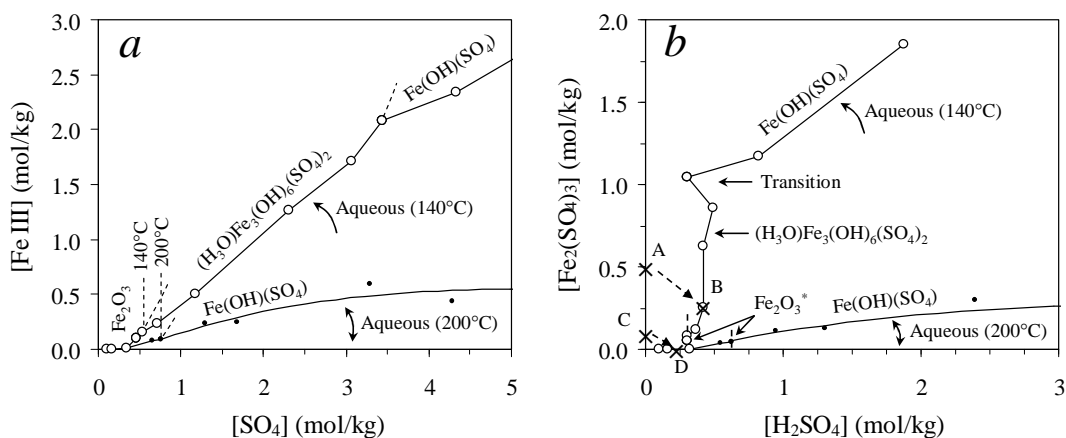 a
3.0
2.5
2.0
1.5
1.0
0.5
0.0
0 1 2 3 4 5
[Fe III] (mol/kg)
[SO4] (mol/kg)
Fe2O3
140°C
200°C
(H3O)Fe3(OH)6(SO4)2
Fe(OH)(SO4)
Aqueous (140°C)
Fe(OH)(SO4)
Aqueous (200°C)
b
2.0
1.5
1.0
0.5
0.0
0 1 2 3
[Fe2(SO4)3] (mol/kg)
[H2SO4] (mol/kg)
Fe(OH)(SO4)
Aqueous (140°C)
Transition
(H3O)Fe3(OH)6(SO4)2
A
B
Fe2O3*
Fe(OH)(SO4)
C
Aqueous (200°C)
D